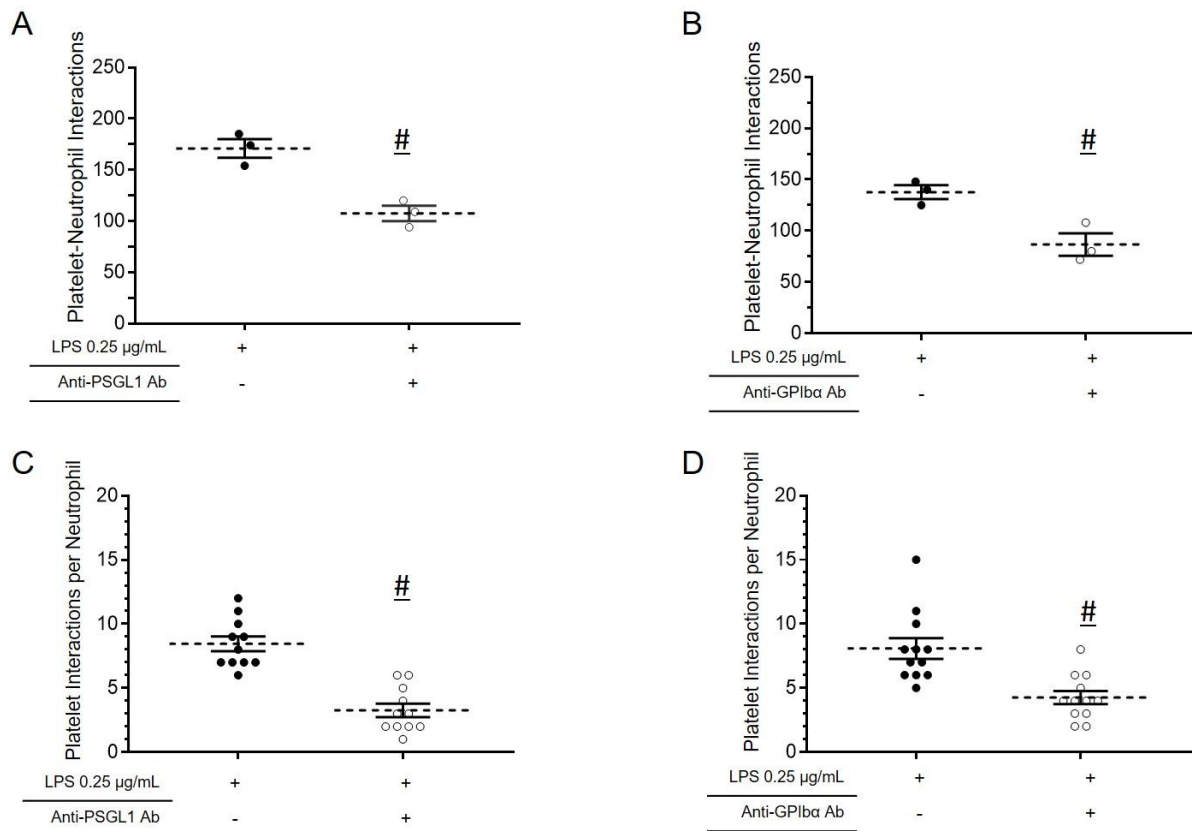 A
Platelet-Neutrophil Interactions
250
200
150
100
50
0
#
LPS 0.25 µg/mL + +
Anti-PSGL1 Ab - +
B
Platelet-Neutrophil Interactions
250
200
150
100
50
0
#
LPS 0.25 µg/mL + +
Anti-GPIbα Ab - +
C
Platelet Interactions per Neutrophil
20
15
10
5
0
#
LPS 0.25 µg/mL + +
Anti-PSGL1 Ab - +
D
Platelet Interactions per Neutrophil
20
15
10
5
0
#
LPS 0.25 µg/mL + +
Anti-GPIbα Ab - +